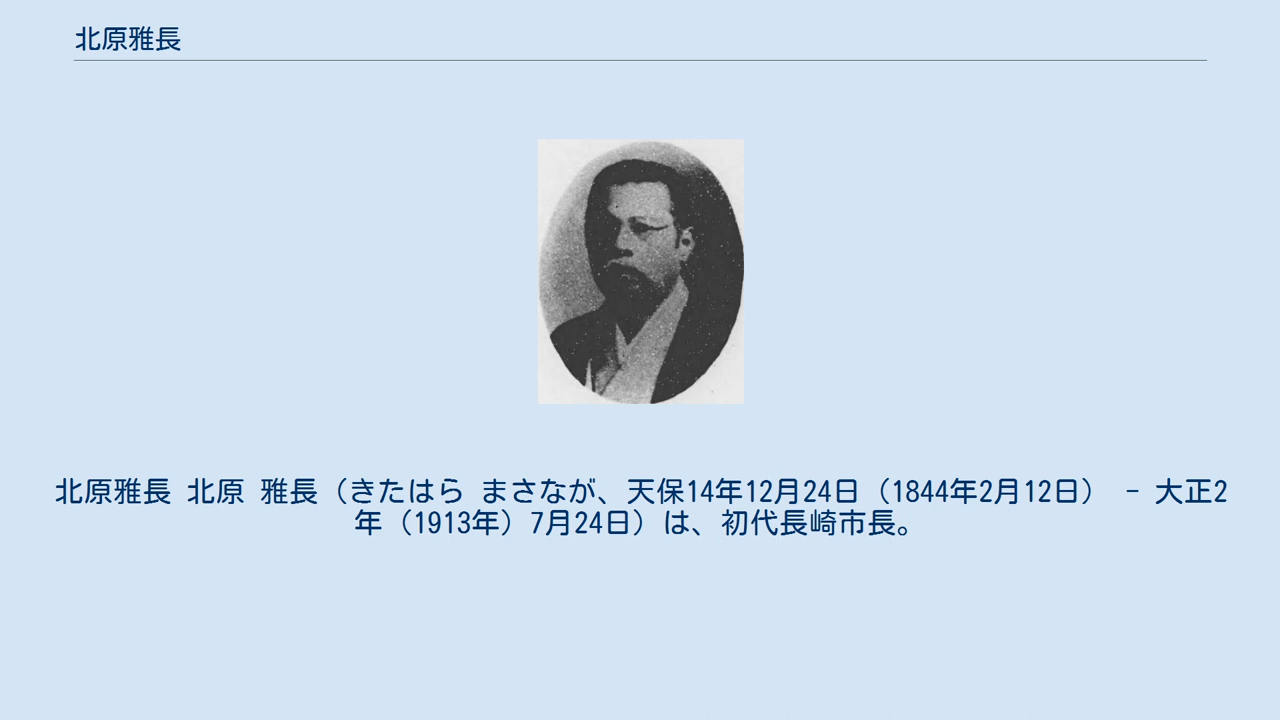 北原雅長
北原雅長 北原 雅長（きたはら まさなが、天保14年12月24日（1844年2月12日） - 大正2
年（1913年）7月24日）は、初代長崎市長。